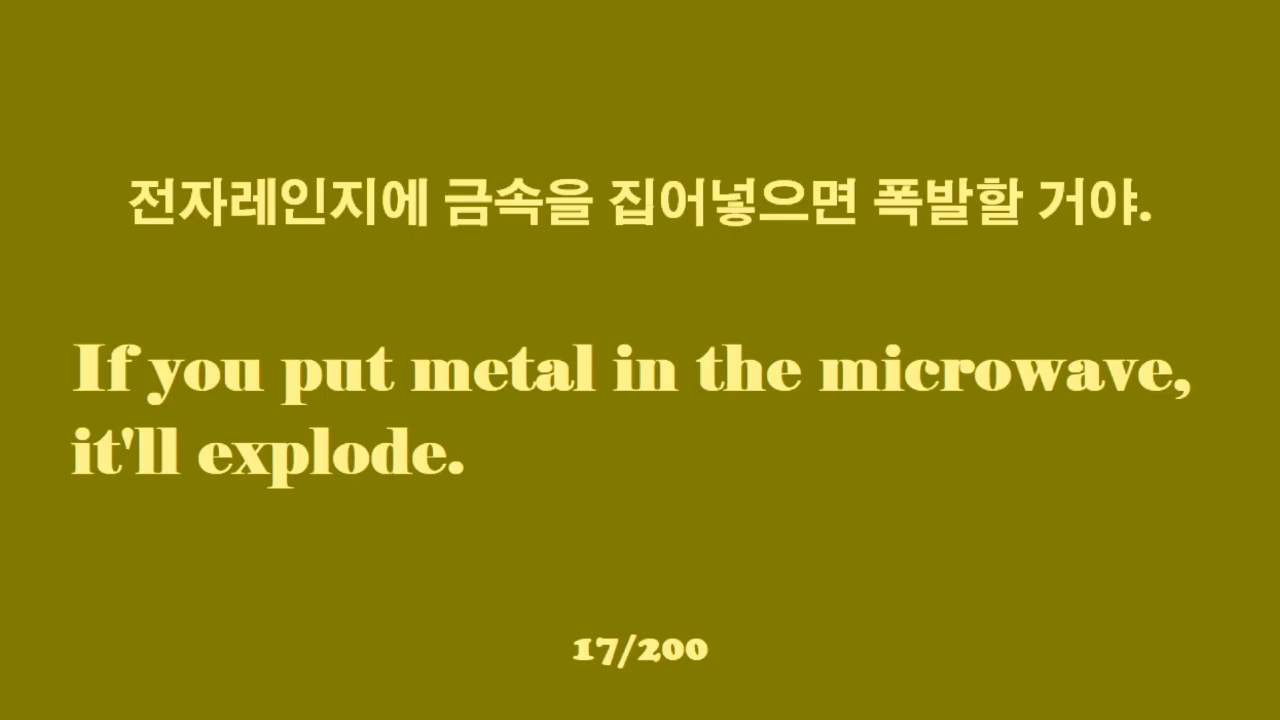 전자레인지에 금속을 집어넣으면 폭발할 거야.
If you put metal in the microwave,
it'll explode.
17/200